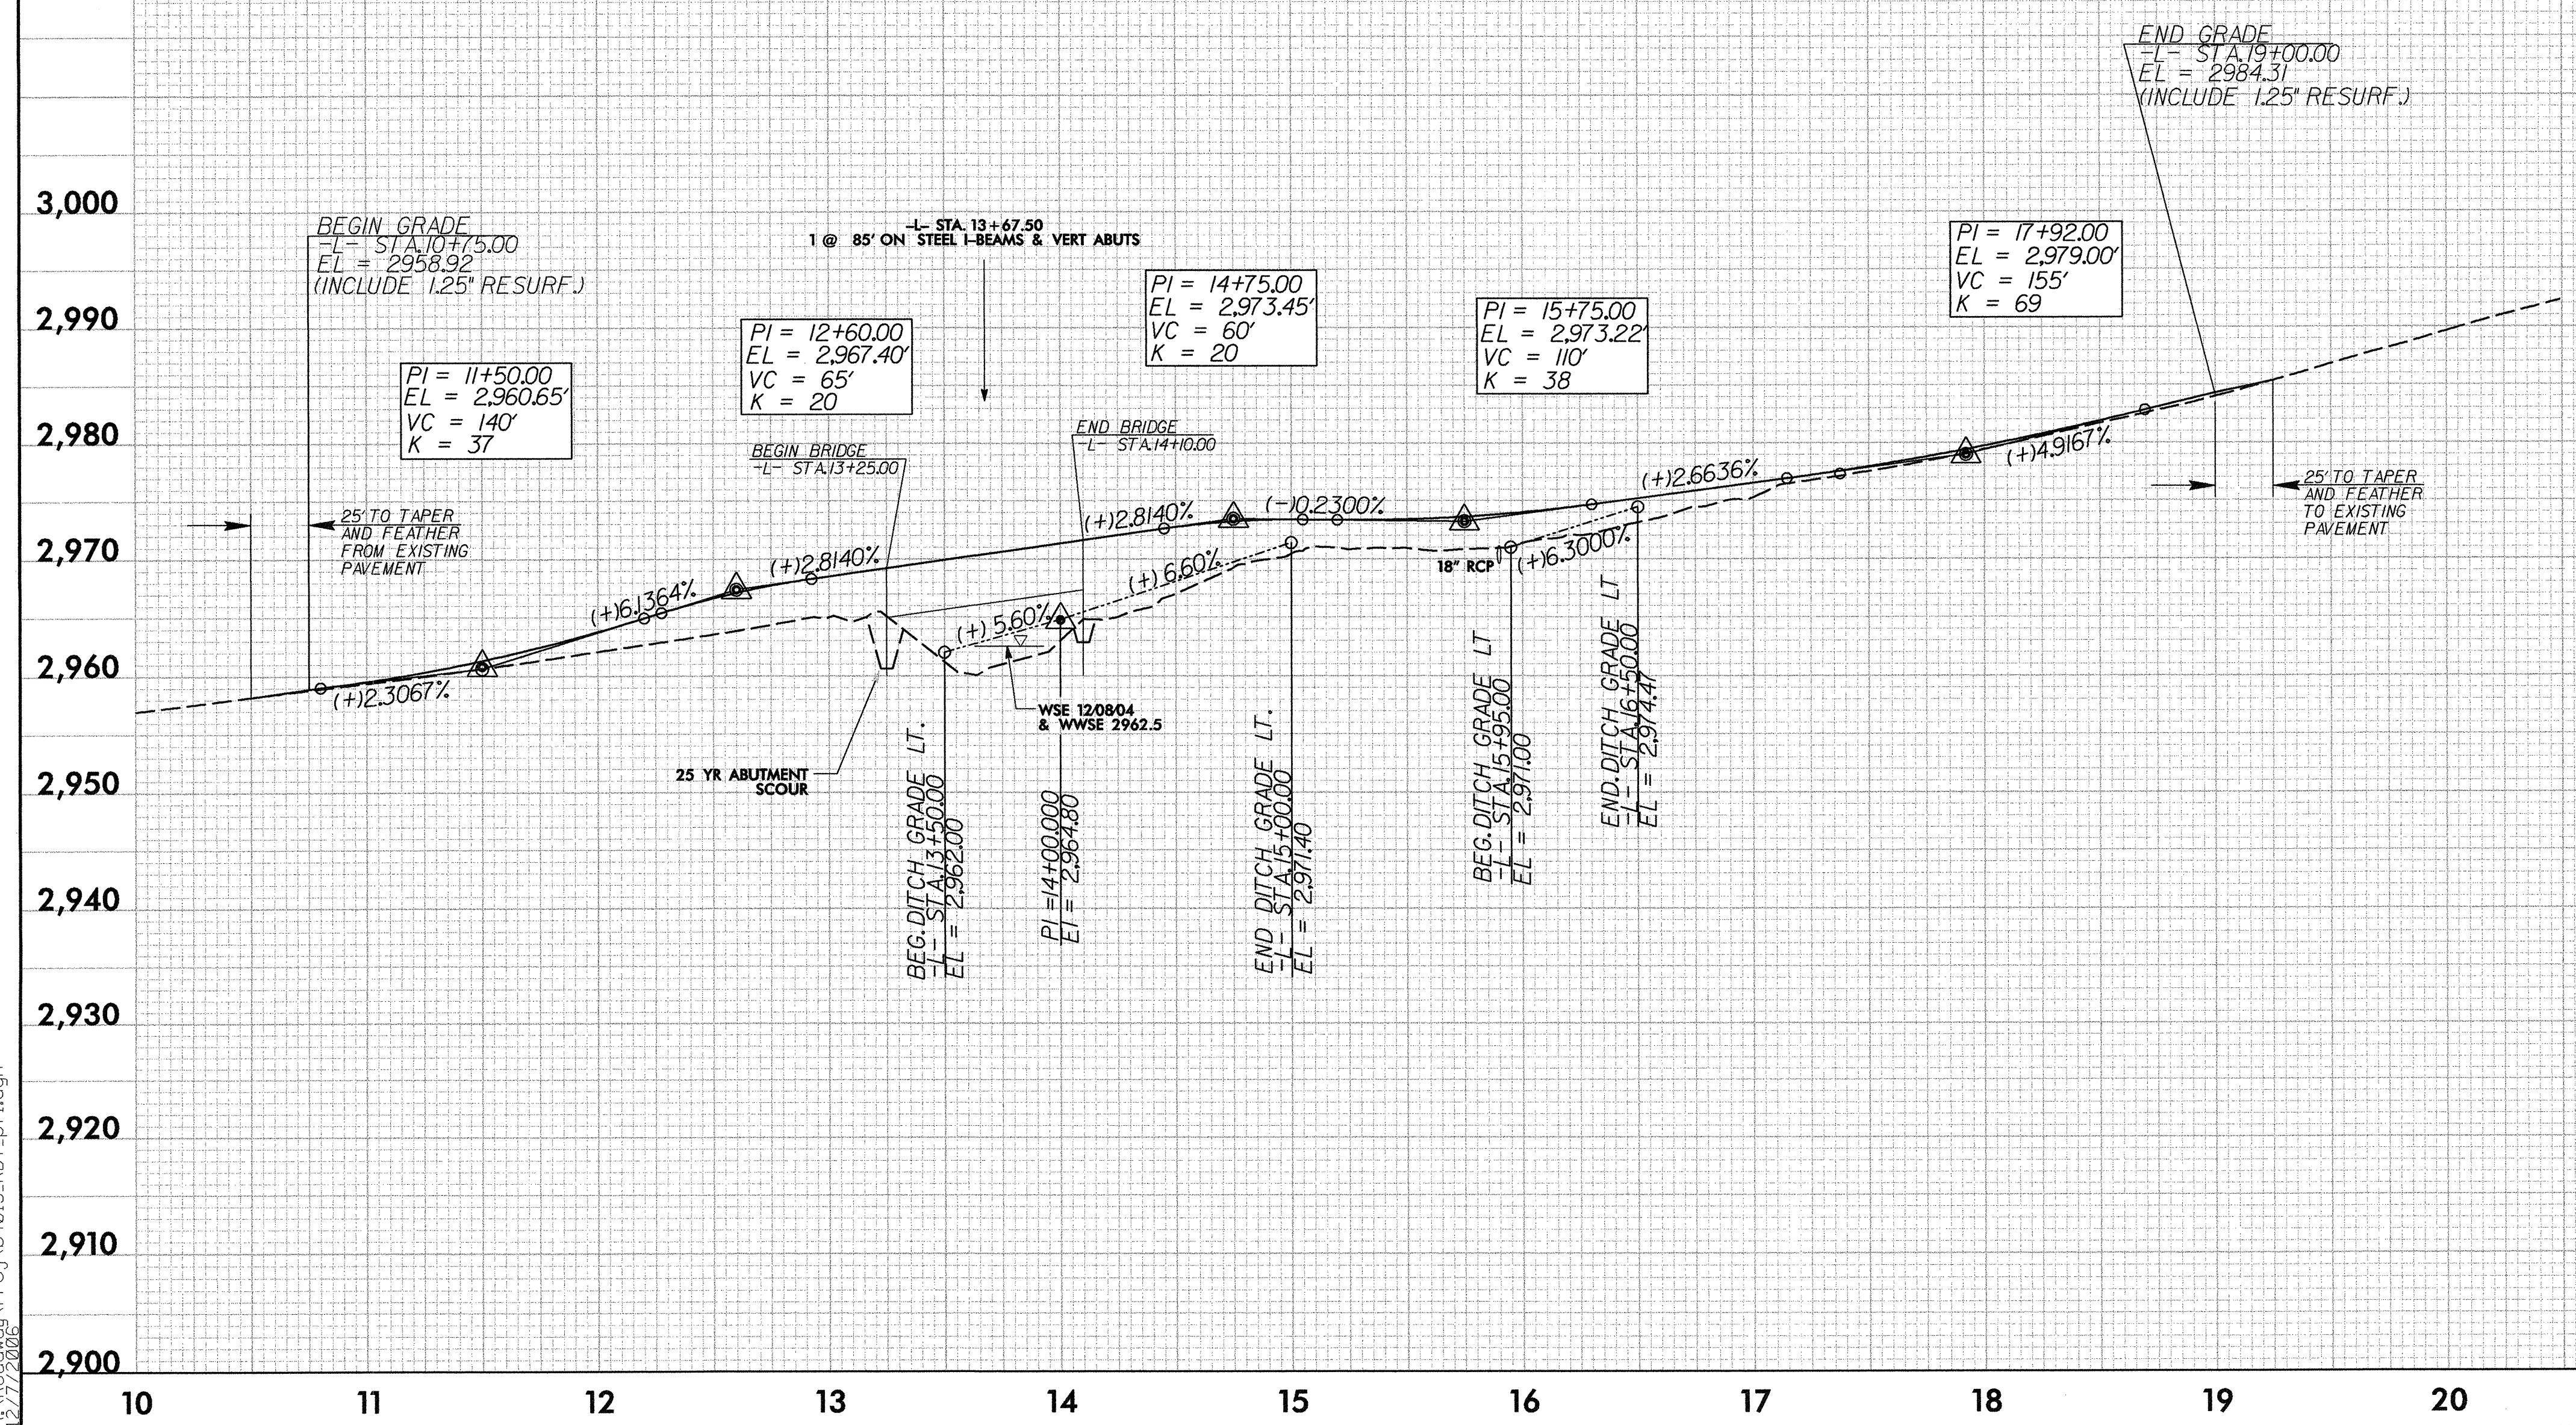 END GRADE
-L- STA.19+00.00
EL = 2984.31
(INCLUDE 1.25" RESURF.)
3,000
BEGIN GRADE
-L- STA.10+75.00
EL = 2958.92
(INCLUDE 1.25" RESURF.)
-L- STA. 13+67.50
1 @ 85' ON STEEL I-BEAMS & VERT ABUTS
PI = 17+92.00
EL = 2,979.00'
VC = 155'
K = 69
PI = 14+75.00
EL = 2,973.45'
VC = 60'
K = 20
PI = 15+75.00
EL = 2,973.22'
VC = 110'
K = 38
2,990
PI = 12+60.00
EL = 2,967.40'
VC = 65'
K = 20
PI = 11+50.00
EL = 2,960.65'
VC = 140'
K = 37
2,980
BEGIN BRIDGE
-L- STA.13+25.00
END BRIDGE
-L- STA.14+10.00
(+)4.9167%
(+)2.6636%
25' TO TAPER
AND FEATHER
TO EXISTING
PAVEMENT
25' TO TAPER
AND FEATHER
FROM EXISTING
PAVEMENT
(+)2.8140%
(-)0.2300%
2,970
(+)2.8140%
(+)6.60%
18" RCP
(+)6.3000%
(+)6.1364%
(+)5.60%
2,960
(+)2.3067%
WSE 12/08/04
& WWSE 2962.5
25 YR ABUTMENT
SCOUR
BEG. DITCH GRADE LT.
-L- STA.13+50.00
EL = 2,962.00
PI =14+00.000
El = 2,964.80
END DITCH GRADE LT.
-L- STA.15+00.00
EL = 2,971.40
BEG. DITCH GRADE LT
-L- STA.15+95.00
EL = 2,971.00
END. DITCH GRADE LT
-L- STA.16+50.00
EL = 2,974.47
2,950
2,940
2,930
2,920
2,910
2,900
10 11 12 13 14 15 16 17 18 19 20
12/7/2006